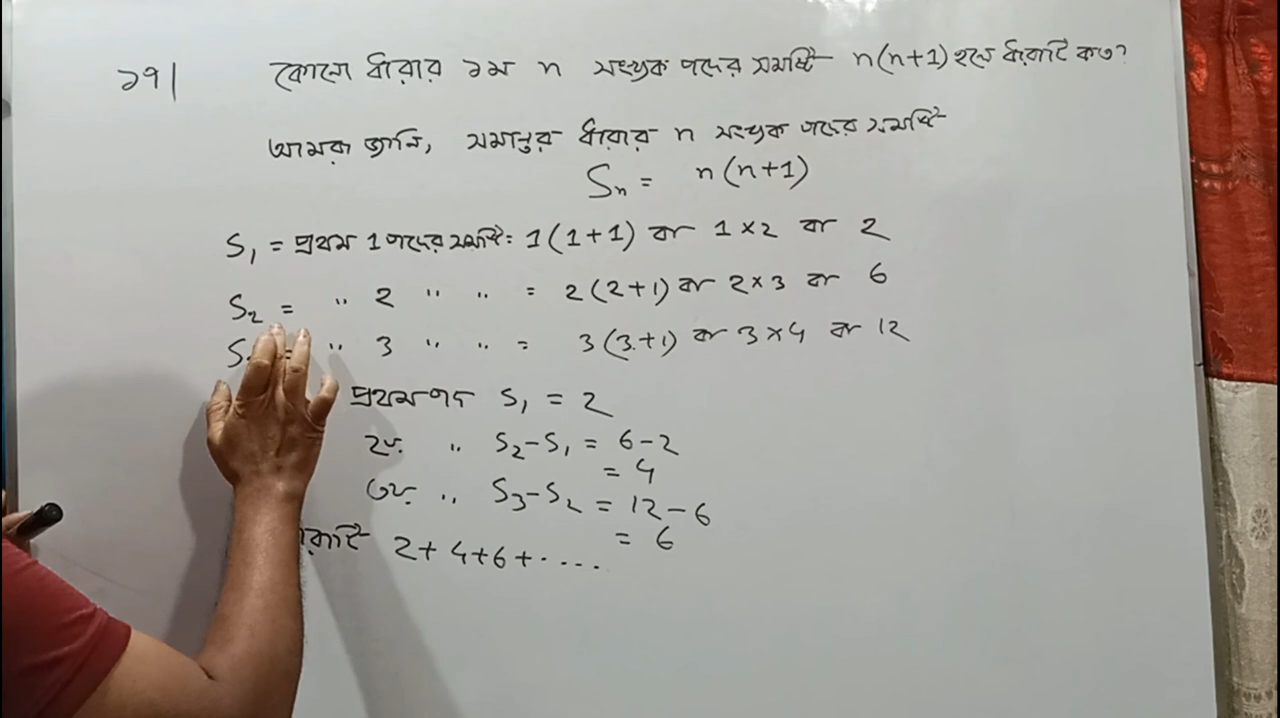 ১৭| কোনো ধারার ১ম n সংখ্যক পদের সমষ্টি n(n+1) হলে ধারাটি কত?
আমরা জানি, সমান্তর ধারার n সংখ্যক পদের সমষ্টি
Sₙ = n(n+1)
S₁ = প্রথম 1 পদের সমষ্টি = 1(1+1) বা 1×2 বা 2
S₂ = " 2 " " = 2(2+1) বা 2×3 বা 6
= " 3 " " = 3(3+1) বা 3×4 বা 12
প্রথম পদ S₁ = 2
২য় " S₂-S₁ = 6-2
= 4
৩য় " S₃-S₂ = 12-6
= 6
2+4+6+.....